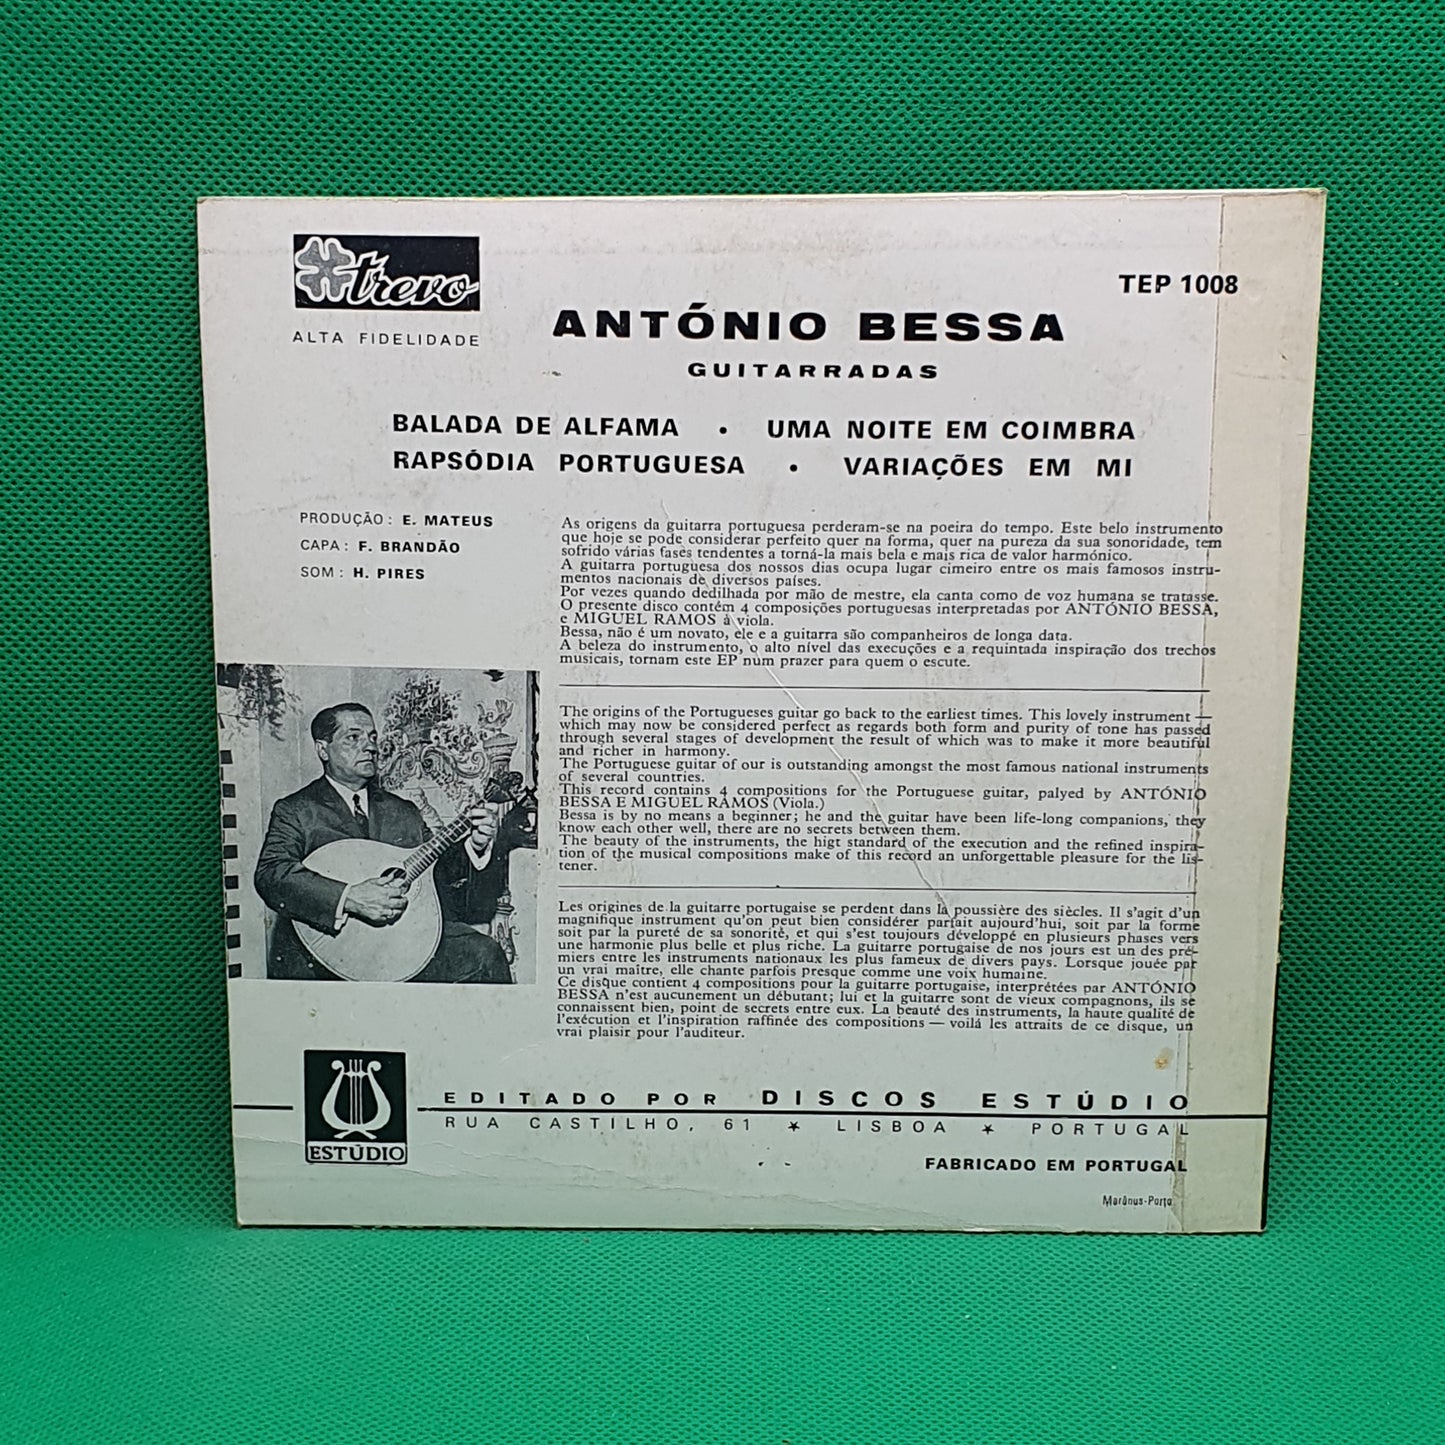 trevo
ALTA FIDELIDADE
TEP 1008
ANTÓNIO BESSA
GUITARRADAS
BALADA DE ALFAMA • UMA NOITE EM COIMBRA
RAPSÓDIA PORTUGUESA • VARIAÇÕES EM MI
PRODUÇÃO: E. MATEUS
CAPA: F. BRANDÃO
SOM: H. PIRES
As origens da guitarra portuguesa perderam-se na poeira do tempo. Este belo instrumento
que hoje se pode considerar perfeito quer na forma, quer na pureza da sua sonoridade, tem
sofrido várias fases tendentes a torná-la mais bela e mais rica de valor harmónico.
A guitarra portuguesa dos nossos dias ocupa lugar cimeiro entre os mais famosos instru-
mentos nacionais de diversos países.
Por vezes quando dedilhada por mão de mestre, ela canta como de voz humana se tratasse.
O presente disco contém 4 composições portuguesas interpretadas por ANTÓNIO BESSA,
e MIGUEL RAMOS à viola.
Bessa, não é um novato, ele e a guitarra são companheiros de longa data.
A beleza do instrumento, o alto nível das execuções e a requintada inspiração dos trechos
musicais, tornam este EP num prazer para quem o escute.
The origins of the Portugueses guitar go back to the earliest times. This lovely instrument —
which may now be considered perfect as regards both form and purity of tone has passed
through several stages of development the result of which was to make it more beautiful
and richer in harmony.
The Portuguese guitar of our is outstanding amongst the most famous national instruments
of several countries.
This record contains 4 compositions for the Portuguese guitar, palyed by ANTÓNIO
BESSA E MIGUEL RAMOS (Viola.)
Bessa is by no means a beginner; he and the guitar have been life-long companions, they
know each other well, there are no secrets between them.
The beauty of the instruments, the higt standard of the execution and the refined inspira-
tion of the musical compositions make of this record an unforgettable pleasure for the lis-
tener.
Les origines de la guitarre portugaise se perdent dans la poussière des siècles. Il s'agit d'un
magnifique instrument qu'on peut bien considérer parfait aujourd'hui, soit par la forme
soit par la pureté de sa sonorité, et qui s'est toujours développé en plusieurs phases vers
une harmonie plus belle et plus riche. La guitarre portugaise de nos jours est un des pré-
miers entre les instruments nationaux les plus fameux de divers pays. Lorsque jouée par
un vrai maître, elle chante parfois presque comme une voix humaine.
Ce disque contient 4 compositions pour la guitare portugaise, interprétées par ANTÓNIO
BESSA n'est aucunement un débutant; lui et la guitarre sont de vieux compagnons, ils se
connaissent bien, point de secrets entre eux. La beauté des instruments, la haute qualité de
l'exécution et l'inspiration raffinée des compositions — voilá les attraits de ce disque, un
vrai plaisir pour l'auditeur.
ESTÚDIO
EDITADO POR DISCOS ESTÚDIO
RUA CASTILHO, 61 ★ LISBOA ★ PORTUGAL
FABRICADO EM PORTUGAL
Marânus-Porto